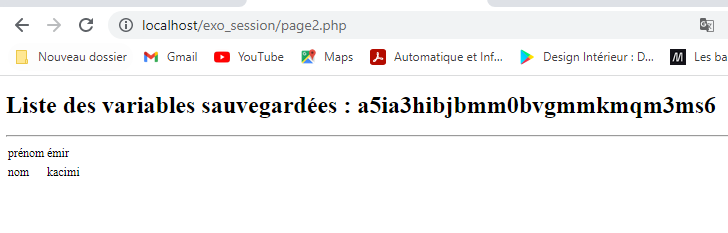 localhost/exo_session/page2.php
Nouveau dossier Gmail YouTube Maps Automatique et Inf... Design Intérieur : D... M Les ba
Liste des variables sauvegardées : a5ia3hibjbmm0bvgmmkmqm3ms6
prénom émir
nom kacimi